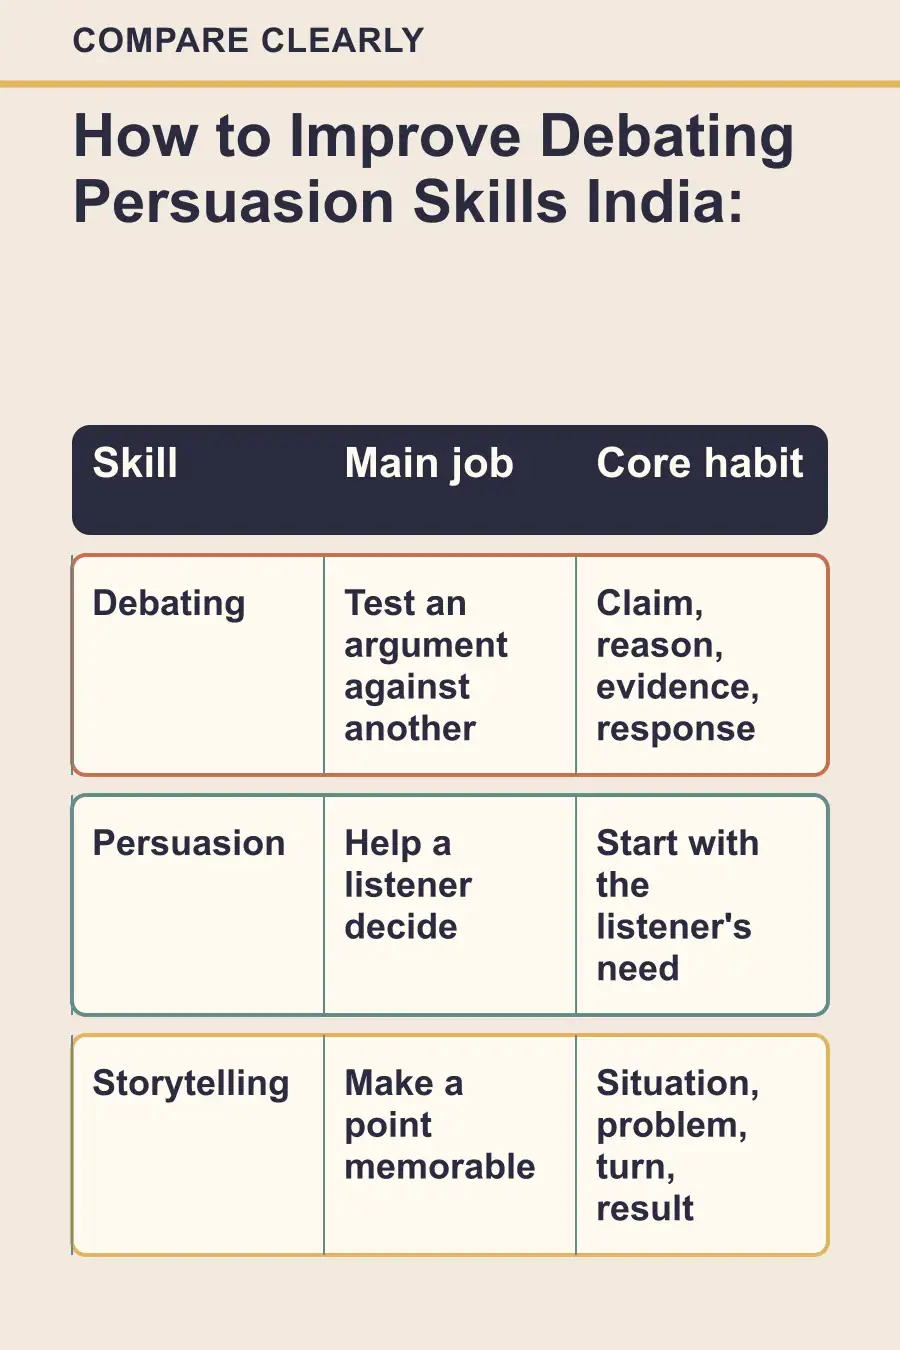 COMPARE CLEARLY
How to Improve Debating
Persuasion Skills India:
Skill
Main job
Core habit
Debating
Test an
argument
against
another
Claim,
reason,
evidence,
response
Persuasion
Help a
listener
decide
Start with
the
listener's
need
Storytelling
Make a
point
memorable
Situation,
problem,
turn,
result